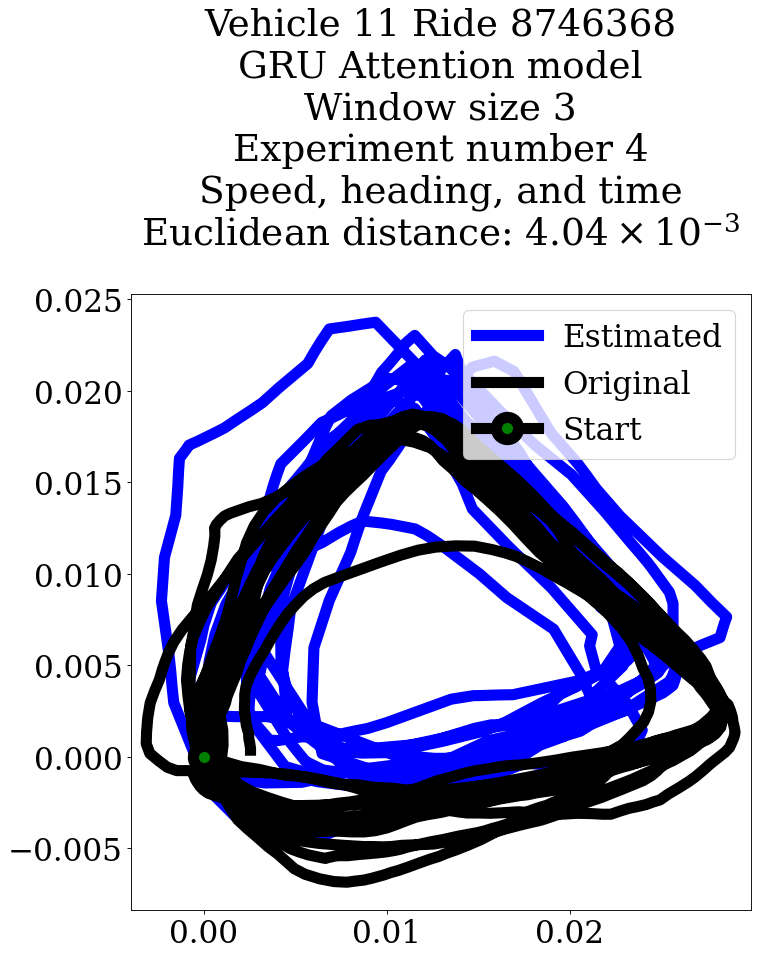 Vehicle 11 Ride 8746368
GRU Attention model
Window size 3
Experiment number 4
Speed, heading, and time
Euclidean distance: 4.04 × 10⁻³
0.025
0.020
0.015
0.010
0.005
0.000
−0.005
Estimated
Original
Start
0.00 0.01 0.02